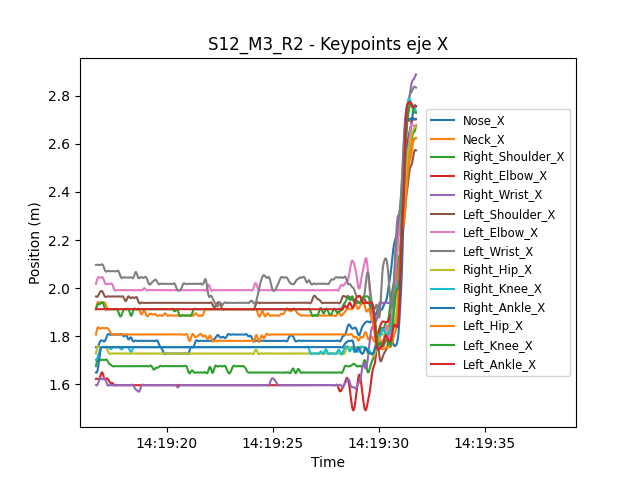 S12_M3_R2 - Keypoints eje X
Position (m)
2.8
2.6
2.4
2.2
2.0
1.8
1.6
Nose_X
Neck_X
Right_Shoulder_X
Right_Elbow_X
Right_Wrist_X
Left_Shoulder_X
Left_Elbow_X
Left_Wrist_X
Right_Hip_X
Right_Knee_X
Right_Ankle_X
Left_Hip_X
Left_Knee_X
Left_Ankle_X
14:19:20 14:19:25 14:19:30 14:19:35
Time